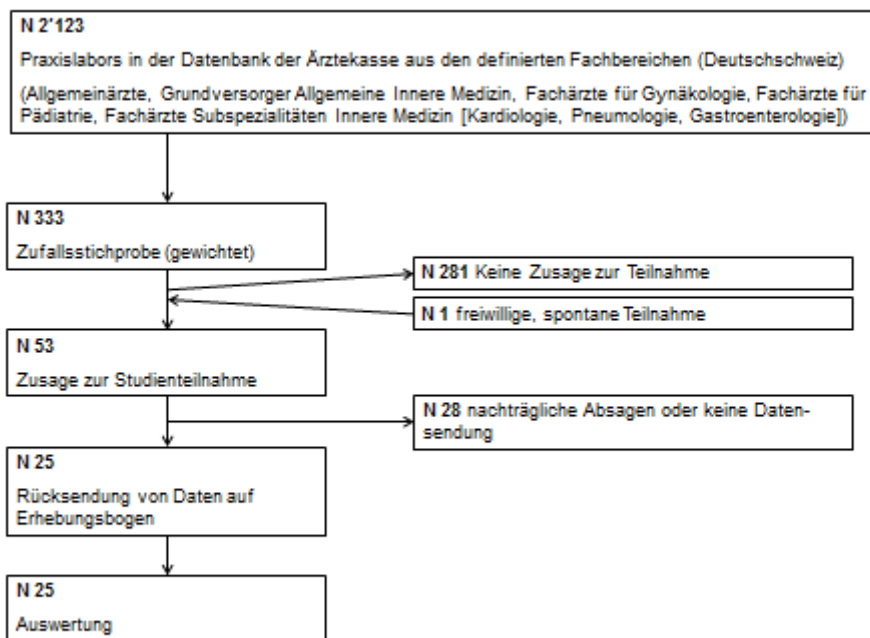 N 2'123
Praxislabors in der Datenbank der Ärztekasse aus den definierten Fachbereichen (Deutschschweiz)
(Allgemeinärzte, Grundversorger Allgemeine Innere Medizin, Fachärzte für Gynäkologie, Fachärzte für
Pädiatrie, Fachärzte Subspezialitäten Innere Medizin [Kardiologie, Pneumologie, Gastroenterologie])
N 333
Zufallsstichprobe (gewichtet)
N 281 Keine Zusage zur Teilnahme
N 1 freiwillige, spontane Teilnahme
N 53
Zusage zur Studienteilnahme
N 28 nachträgliche Absagen oder keine Daten-
sendung
N 25
Rücksendung von Daten auf
Erhebungsbogen
N 25
Auswertung